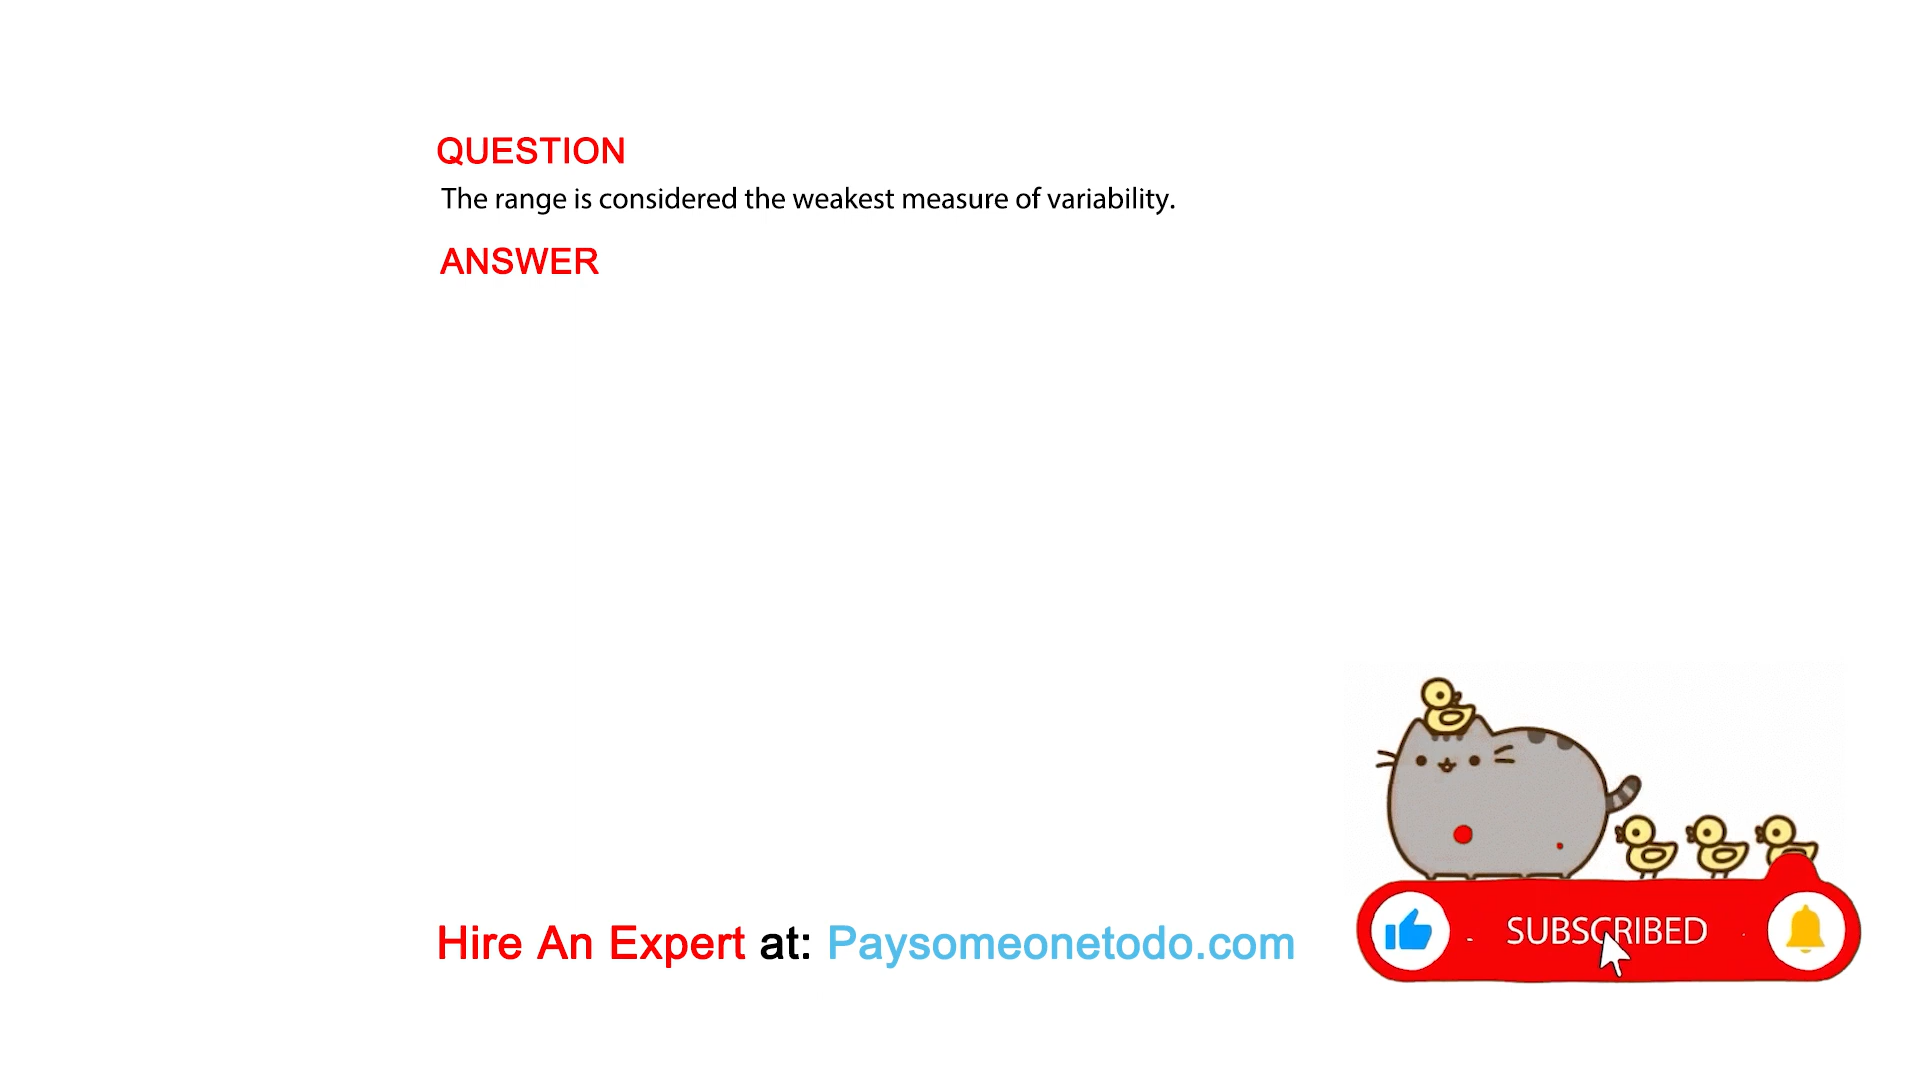 QUESTION
The range is considered the weakest measure of variability.
ANSWER
Hire An Expert at: Paysomeonetodo.com
SUBSCRIBED